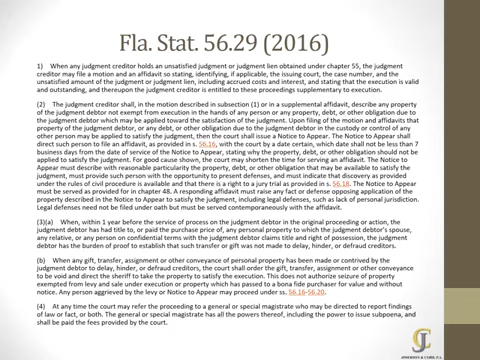 Fla. Stat. 56.29 (2016)
1) When any judgment creditor holds an unsatisfied judgment or judgment lien obtained under chapter 55, the judgment
creditor may file a motion and an affidavit so stating, identifying, if applicable, the issuing court, the case number, and the
unsatisfied amount of the judgment or judgment lien, including accrued costs and interest, and stating that the execution is valid
and outstanding, and thereupon the judgment creditor is entitled to these proceedings supplementary to execution.
(2) The judgment creditor shall, in the motion described in subsection (1) or in a supplemental affidavit, describe any property
of the judgment debtor not exempt from execution in the hands of any person or any property, debt, or other obligation due to
the judgment debtor which may be applied toward the satisfaction of the judgment. Upon filing of the motion and affidavits that
property of the judgment debtor, or any debt, or other obligation due to the judgment debtor in the custody or control of any
other person may be applied to satisfy the judgment, then the court shall issue a Notice to Appear. The Notice to Appear shall
direct such person to file an affidavit, as provided in s. 56.16, with the court by a date certain, which date shall not be less than 7
business days from the date of service of the Notice to Appear, stating why the property, debt, or other obligation should not be
applied to satisfy the judgment. For good cause shown, the court may shorten the time for serving an affidavit. The Notice to
Appear must describe with reasonable particularity the property, debt, or other obligation that may be available to satisfy the
judgment, must provide such person with the opportunity to present defenses, and must indicate that discovery as provided
under the rules of civil procedure is available and that there is a right to a jury trial as provided in s. 56.18. The Notice to Appear
must be served as provided for in chapter 48. A responding affidavit must raise any fact or defense opposing application of the
property described in the Notice to Appear to satisfy the judgment, including legal defenses, such as lack of personal jurisdiction.
Legal defenses need not be filed under oath but must be served contemporaneously with the affidavit.
(3)(a) When, within 1 year before the service of process on the judgment debtor in the original proceeding or action, the
judgment debtor has had title to, or paid the purchase price of, any personal property to which the judgment debtor's spouse,
any relative, or any person on confidential terms with the judgment debtor claims title and right of possession, the judgment
debtor has the burden of proof to establish that such transfer or gift was not made to delay, hinder, or defraud creditors.
(b) When any gift, transfer, assignment or other conveyance of personal property has been made or contrived by the
judgment debtor to delay, hinder, or defraud creditors, the court shall order the gift, transfer, assignment or other conveyance
to be void and direct the sheriff to take the property to satisfy the execution. This does not authorize seizure of property
exempted from levy and sale under execution or property which has passed to a bona fide purchaser for value and without
notice. Any person aggrieved by the levy or Notice to Appear may proceed under ss. 56.16-56.20.
(4) At any time the court may refer the proceeding to a general or special magistrate who may be directed to report findings
of law or fact, or both. The general or special magistrate has all the powers thereof, including the power to issue subpoena, and
shall be paid the fees provided by the court.